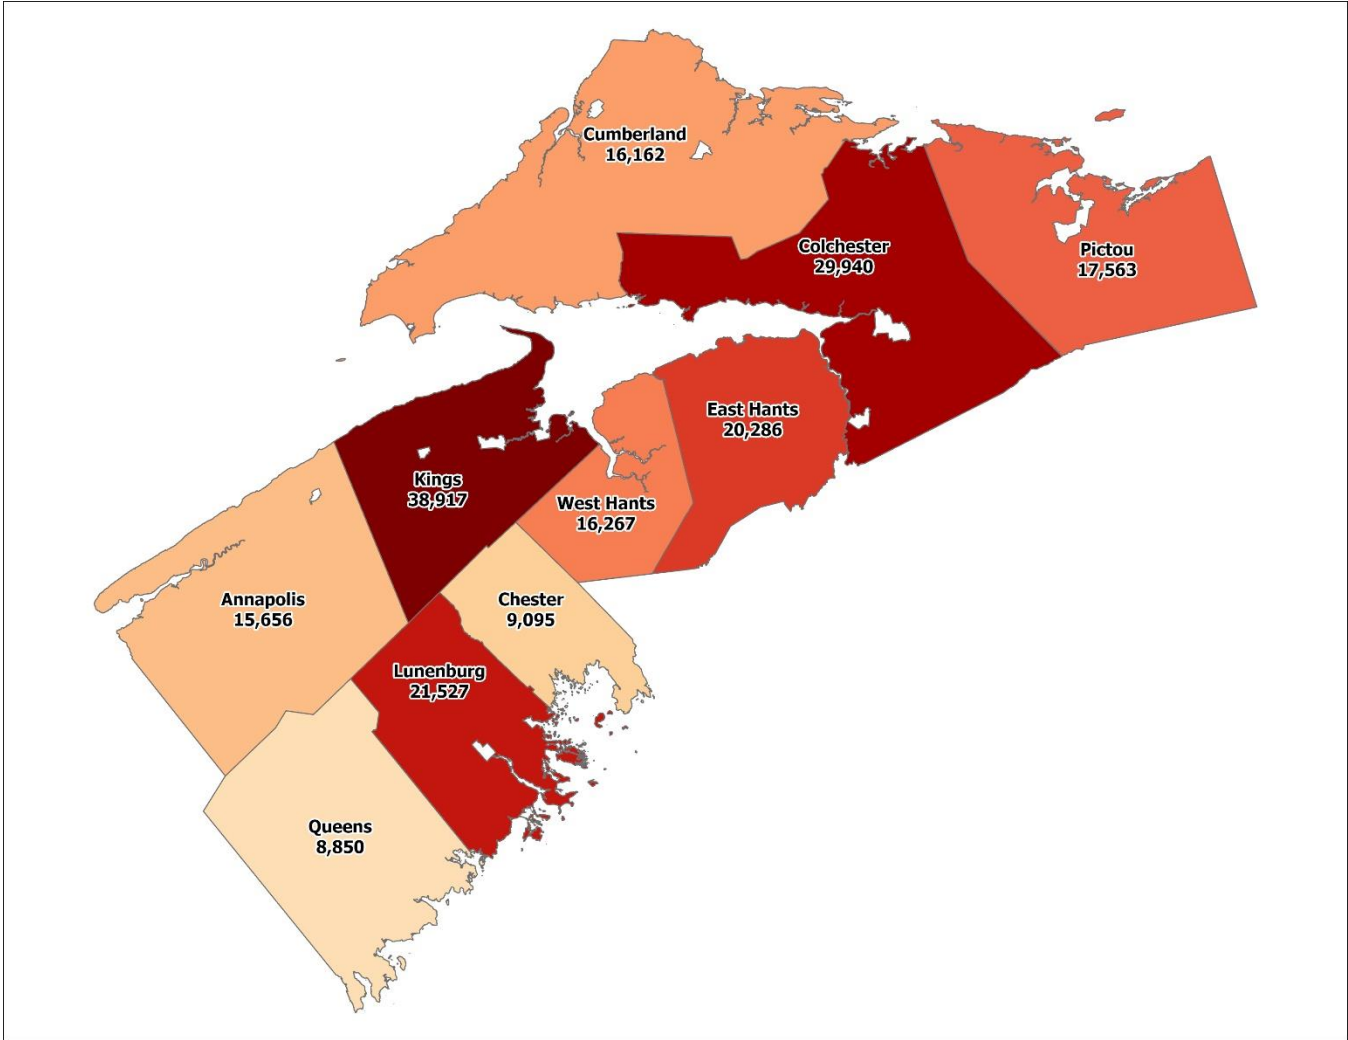 Cumberland
16,162
Colchester
29,940
Pictou
17,563
East Hants
20,286
Kings
38,917
West Hants
16,267
Annapolis
15,656
Chester
9,095
Lunenburg
21,527
Queens
8,850